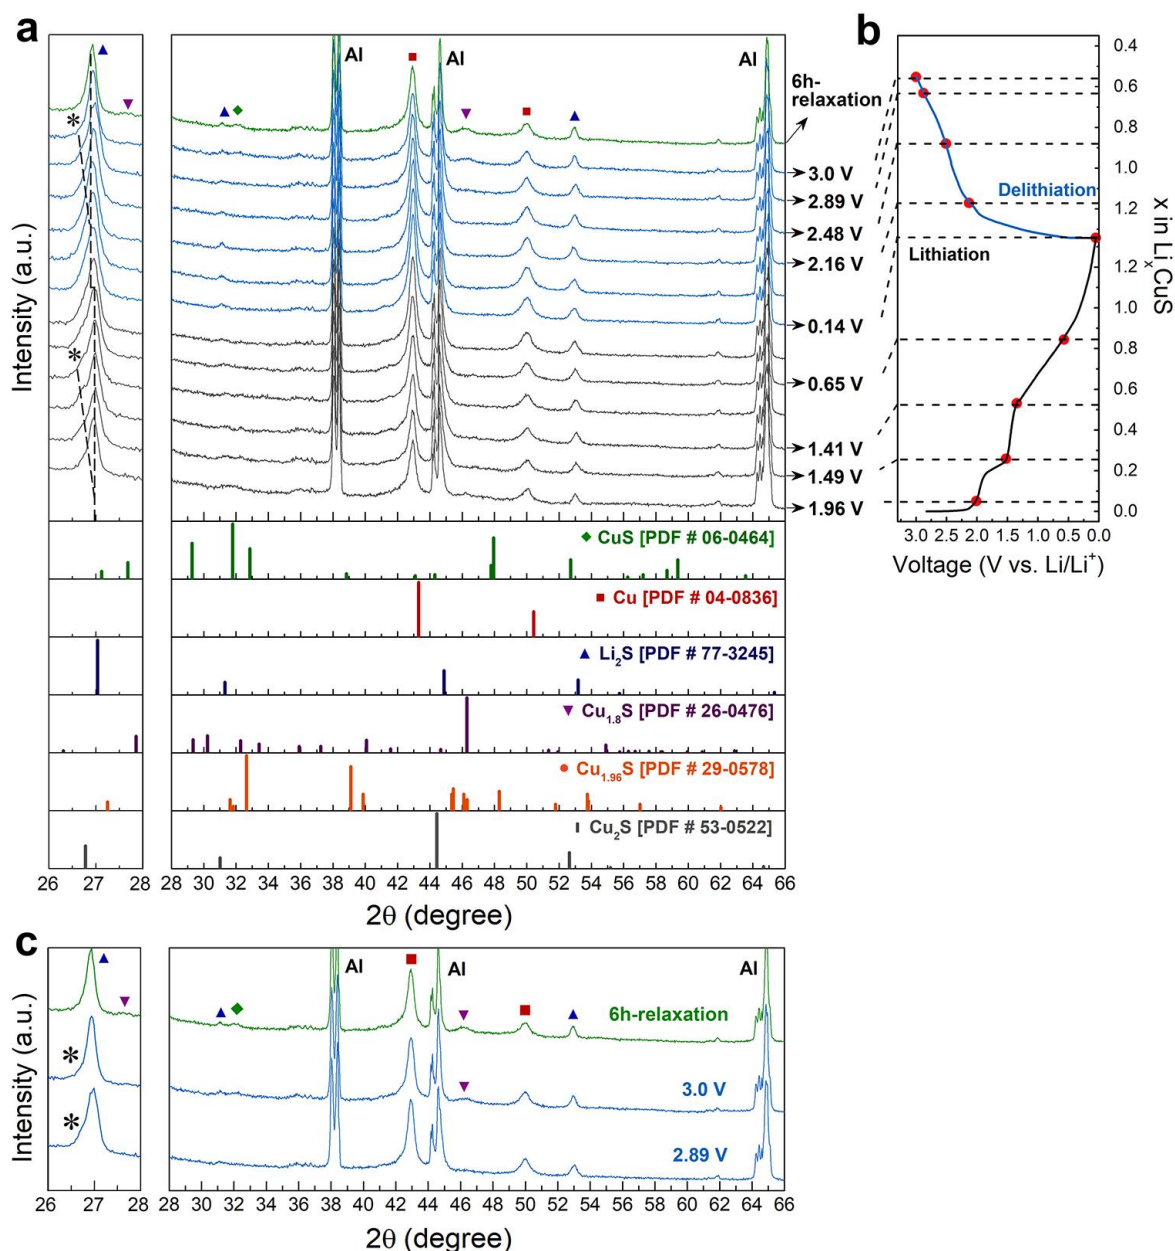 a
Intensity (a.u.)
Al
Al
Al
*
*
6h-
relaxation
3.0 V
2.89 V
2.48 V
2.16 V
0.14 V
0.65 V
1.41 V
1.49 V
1.96 V
CuS [PDF # 06-0464]
Cu [PDF # 04-0836]
Li2S [PDF # 77-3245]
Cu1.8S [PDF # 26-0476]
Cu1.96S [PDF # 29-0578]
Cu2S [PDF # 53-0522]
26 27 28
28 30 32 34 36 38 40 42 44 46 48 50 52 54 56 58 60 62 64 66
2θ (degree)
b
0.4
0.6
0.8
1.0
1.2
1.2
1.0
0.8
0.6
0.4
0.2
0.0
x in LixCuS
Delithiation
Lithiation
3.0 2.5 2.0 1.5 1.0 0.5 0.0
Voltage (V vs. Li/Li+)
c
Intensity (a.u.)
*
*
Al
Al
Al
6h-relaxation
3.0 V
2.89 V
26 27 28
28 30 32 34 36 38 40 42 44 46 48 50 52 54 56 58 60 62 64 66
2θ (degree)